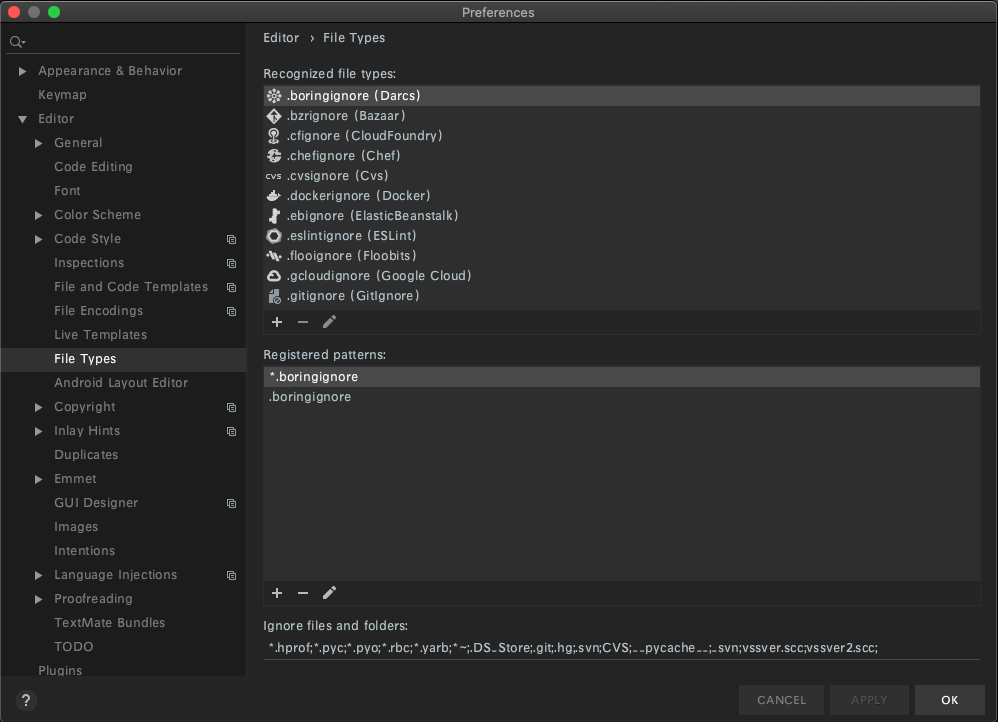 Preferences
Appearance & Behavior
Keymap
Editor
General
Code Editing
Font
Color Scheme
Code Style
Inspections
File and Code Templates
File Encodings
Live Templates
File Types
Android Layout Editor
Copyright
Inlay Hints
Duplicates
Emmet
GUI Designer
Images
Intentions
Language Injections
Proofreading
TextMate Bundles
TODO
Plugins
Editor › File Types
Recognized file types:
.boringignore (Darcs)
.bzrignore (Bazaar)
.cfignore (CloudFoundry)
.chefignore (Chef)
cvs .cvsignore (Cvs)
.dockerignore (Docker)
.ebignore (ElasticBeanstalk)
.eslintignore (ESLint)
.flooignore (Floobits)
.gcloudignore (Google Cloud)
.gitignore (GitIgnore)
Registered patterns:
*.boringignore
.boringignore
Ignore files and folders:
*.hprof;*.pyc;*.pyo;*.rbc;*.yarb;*~;.DS_Store;.git;.hg;.svn;CVS;__pycache__;_svn;vssver.scc;vssver2.scc;
?
CANCEL
APPLY
OK